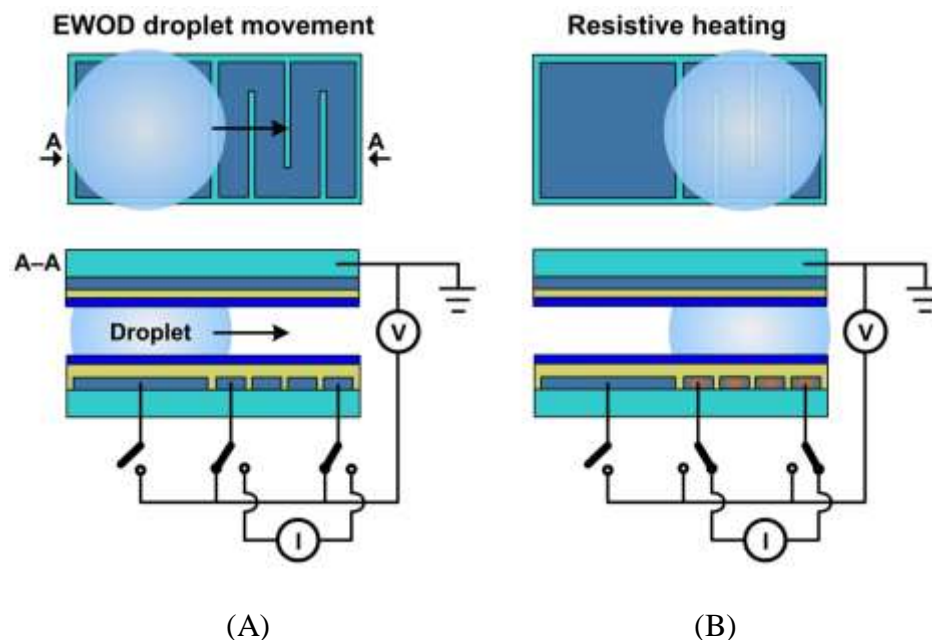 EWOD droplet movement
Resistive heating
A
A
A–A
Droplet
V
V
I
I
(A)
(B)